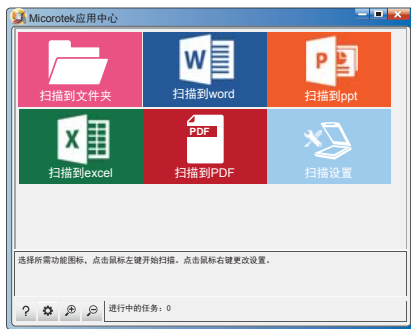 Micorotek应用中心
扫描到文件夹
W
扫描到word
P
扫描到ppt
X
扫描到excel
PDF
扫描到PDF
扫描设置
选择所需功能图标，点击鼠标左键开始扫描。点击鼠标右键更改设置。
?
进行中的任务：0